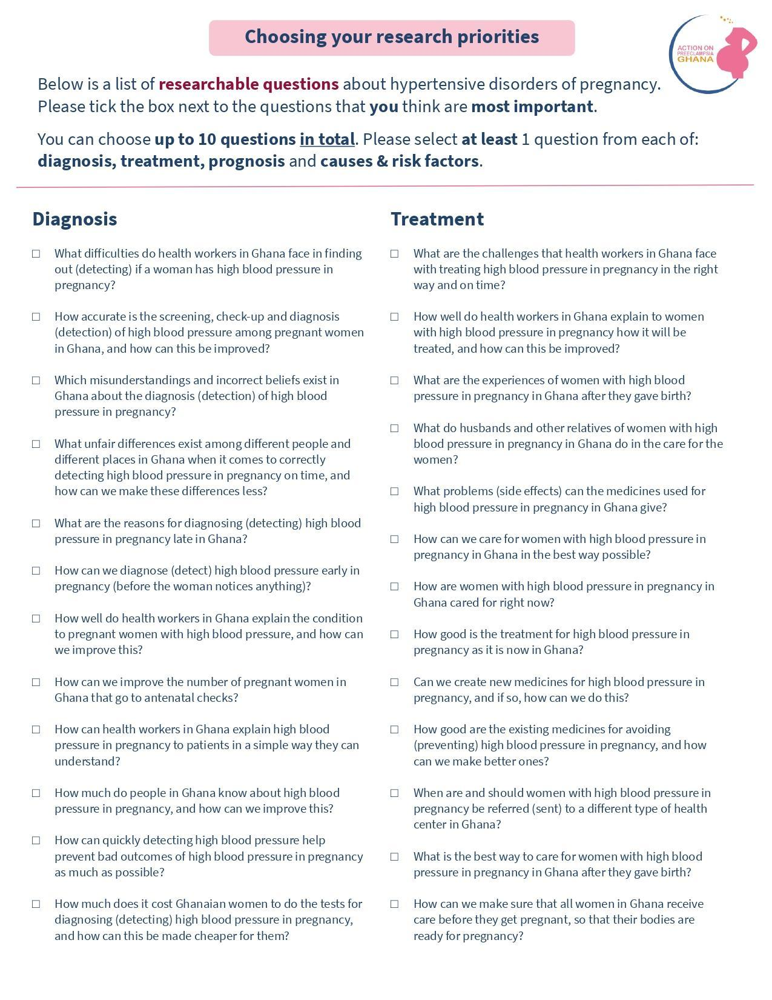 Choosing your research priorities
ACTION ON
PREECLAMPSIA
GHANA
Below is a list of researchable questions about hypertensive disorders of pregnancy.
Please tick the box next to the questions that you think are most important.
You can choose up to 10 questions in total. Please select at least 1 question from each of:
diagnosis, treatment, prognosis and causes & risk factors.
Diagnosis
☐ What difficulties do health workers in Ghana face in finding
out (detecting) if a woman has high blood pressure in
pregnancy?
☐ How accurate is the screening, check-up and diagnosis
(detection) of high blood pressure among pregnant women
in Ghana, and how can this be improved?
☐ Which misunderstandings and incorrect beliefs exist in
Ghana about the diagnosis (detection) of high blood
pressure in pregnancy?
☐ What unfair differences exist among different people and
different places in Ghana when it comes to correctly
detecting high blood pressure in pregnancy on time, and
how can we make these differences less?
☐ What are the reasons for diagnosing (detecting) high blood
pressure in pregnancy late in Ghana?
☐ How can we diagnose (detect) high blood pressure early in
pregnancy (before the woman notices anything)?
☐ How well do health workers in Ghana explain the condition
to pregnant women with high blood pressure, and how can
we improve this?
☐ How can we improve the number of pregnant women in
Ghana that go to antenatal checks?
☐ How can health workers in Ghana explain high blood
pressure in pregnancy to patients in a simple way they can
understand?
☐ How much do people in Ghana know about high blood
pressure in pregnancy, and how can we improve this?
☐ How can quickly detecting high blood pressure help
prevent bad outcomes of high blood pressure in pregnancy
as much as possible?
☐ How much does it cost Ghanaian women to do the tests for
diagnosing (detecting) high blood pressure in pregnancy,
and how can this be made cheaper for them?
Treatment
☐ What are the challenges that health workers in Ghana face
with treating high blood pressure in pregnancy in the right
way and on time?
☐ How well do health workers in Ghana explain to women
with high blood pressure in pregnancy how it will be
treated, and how can this be improved?
☐ What are the experiences of women with high blood
pressure in pregnancy in Ghana after they gave birth?
☐ What do husbands and other relatives of women with high
blood pressure in pregnancy in Ghana do in the care for the
women?
☐ What problems (side effects) can the medicines used for
high blood pressure in pregnancy in Ghana give?
☐ How can we care for women with high blood pressure in
pregnancy in Ghana in the best way possible?
☐ How are women with high blood pressure in pregnancy in
Ghana cared for right now?
☐ How good is the treatment for high blood pressure in
pregnancy as it is now in Ghana?
☐ Can we create new medicines for high blood pressure in
pregnancy, and if so, how can we do this?
☐ How good are the existing medicines for avoiding
(preventing) high blood pressure in pregnancy, and how
can we make better ones?
☐ When are and should women with high blood pressure in
pregnancy be referred (sent) to a different type of health
center in Ghana?
☐ What is the best way to care for women with high blood
pressure in pregnancy in Ghana after they gave birth?
☐ How can we make sure that all women in Ghana receive
care before they get pregnant, so that their bodies are
ready for pregnancy?